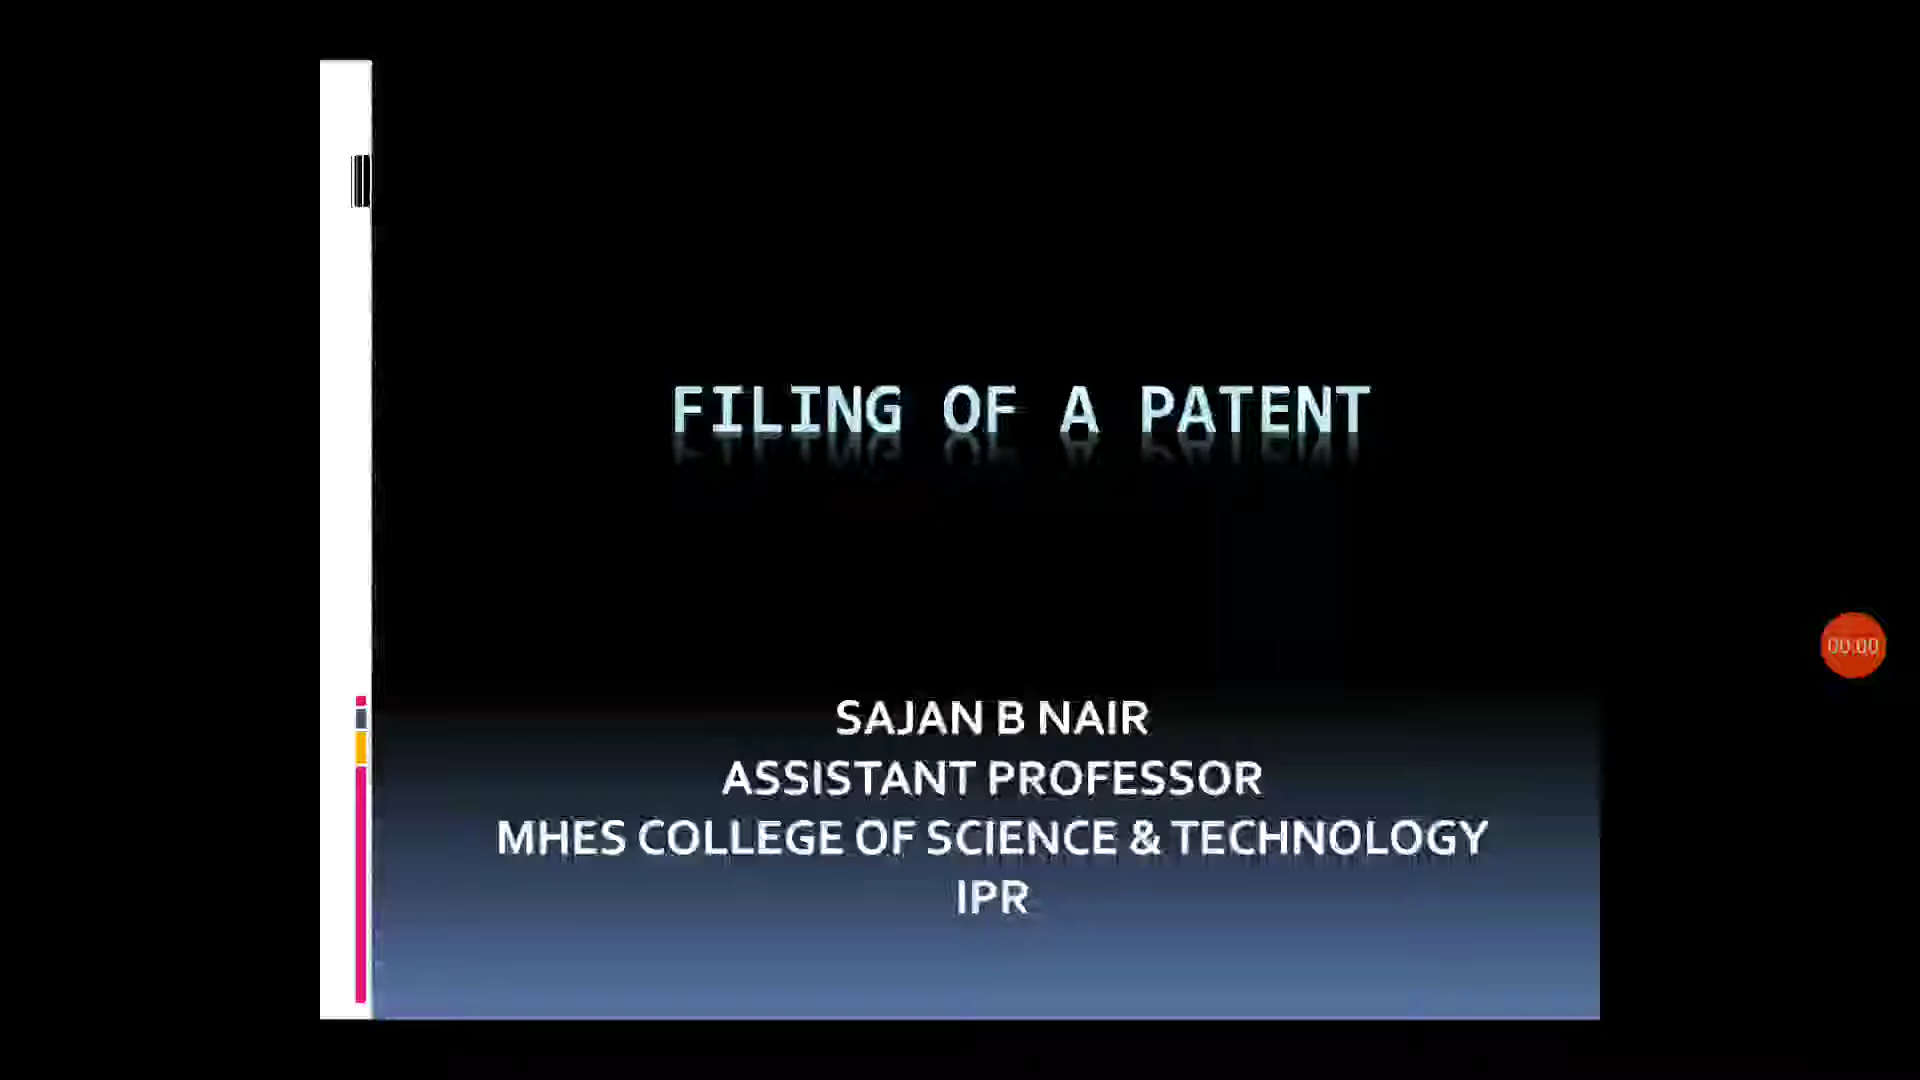 FILING OF A PATENT
00:00
SAJAN B NAIR
ASSISTANT PROFESSOR
MHES COLLEGE OF SCIENCE & TECHNOLOGY
IPR